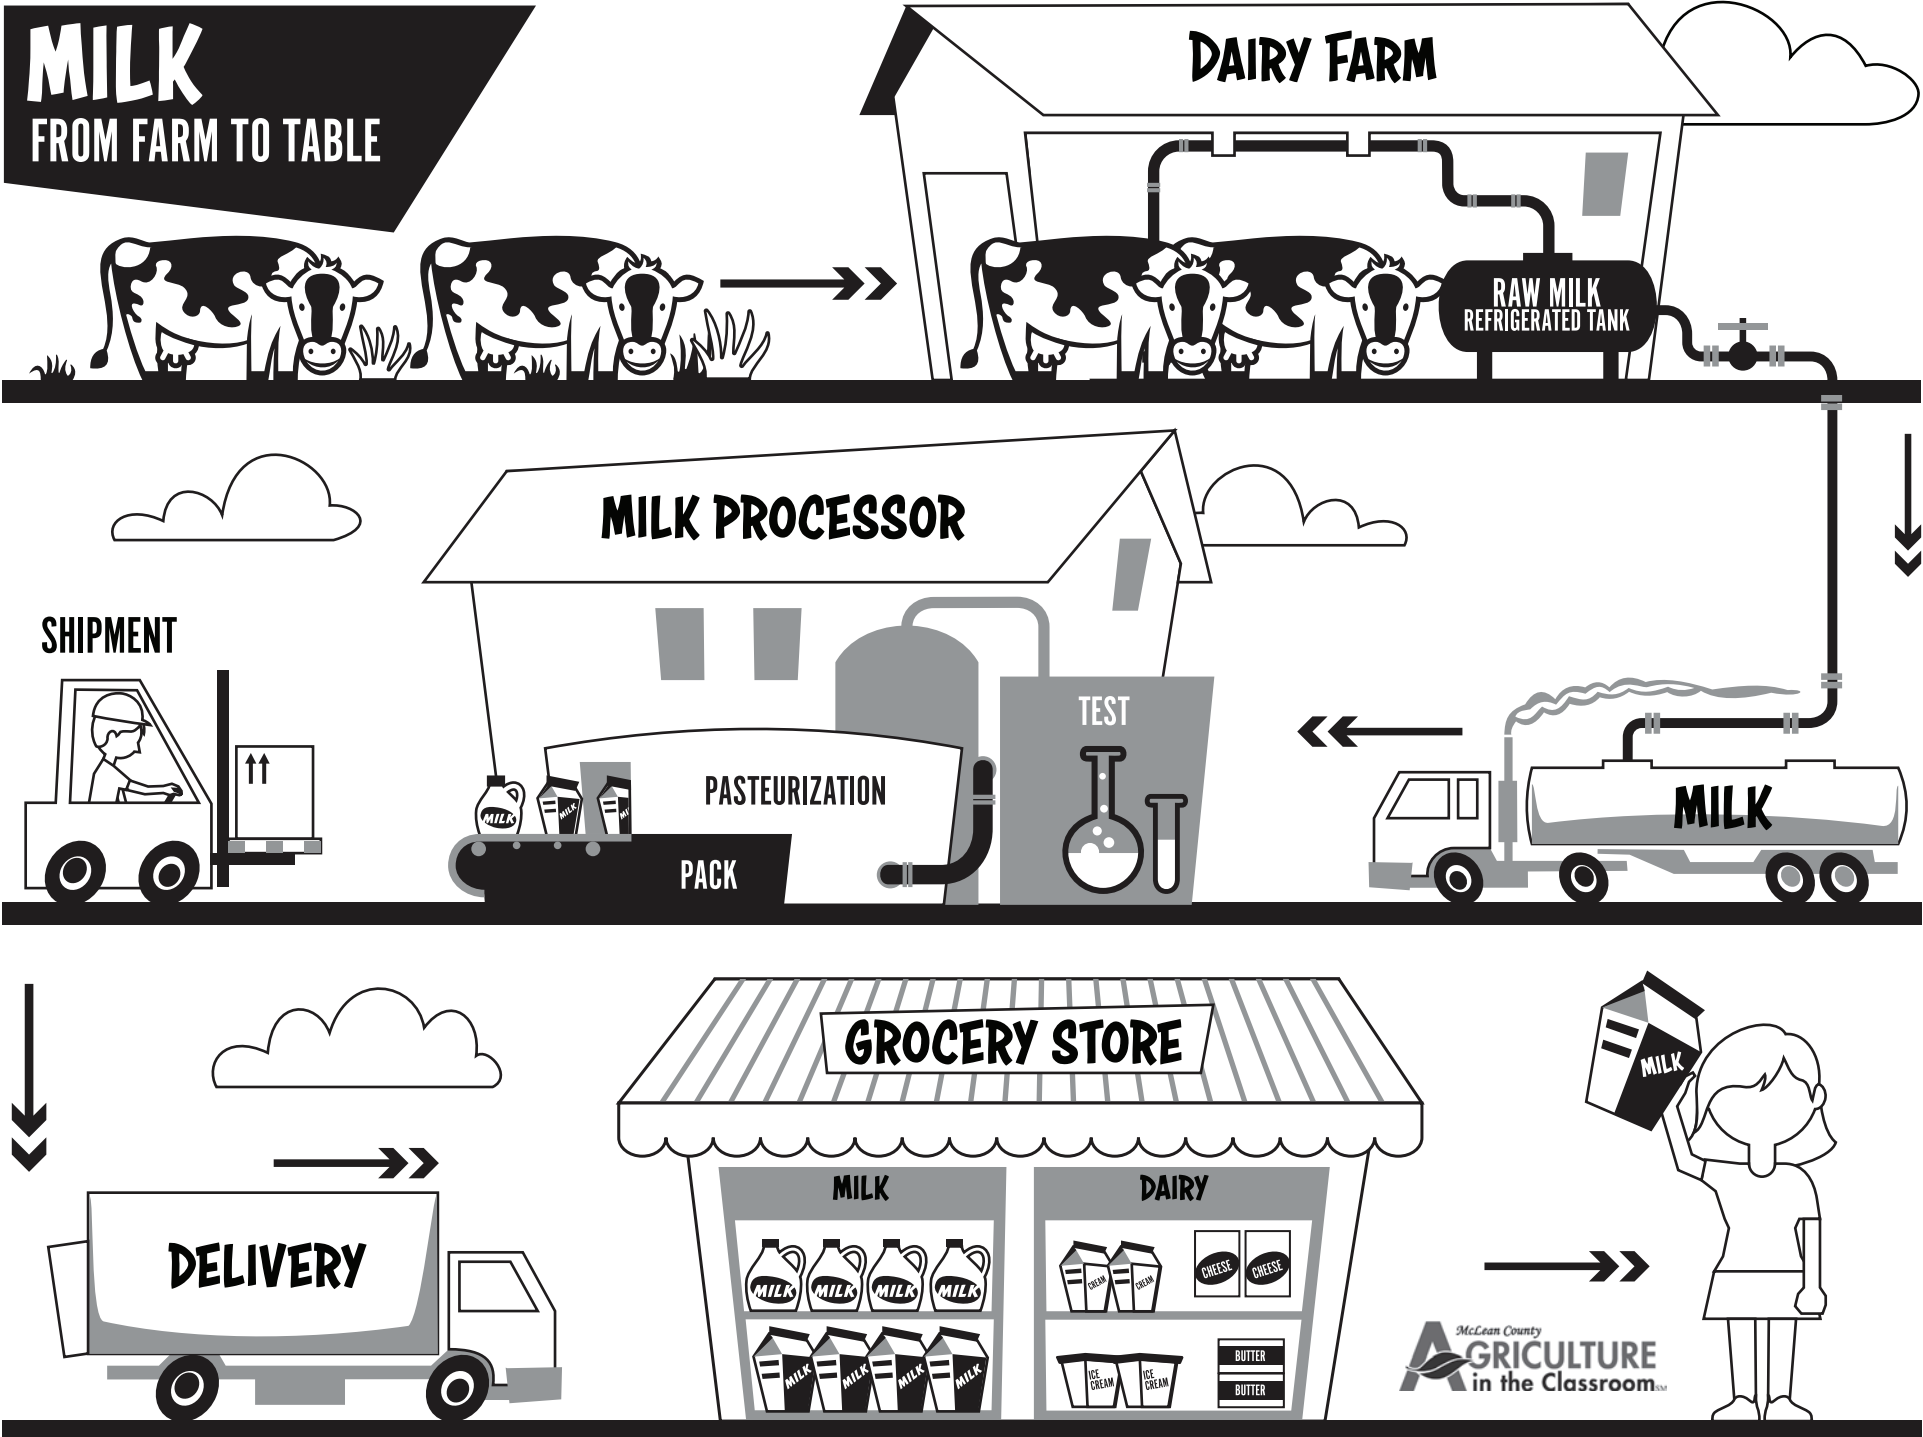 MILK
FROM FARM TO TABLE
DAIRY FARM
RAW MILK
REFRIGERATED TANK
MILK PROCESSOR
SHIPMENT
TEST
PASTEURIZATION
MILK
MILK
MI
PACK
MILK
GROCERY STORE
MILK
DELIVERY
MILK
DAIRY
MILK
MILK
MILK
MILK
CREAM
CREAM
CHEESE
CHEESE
MILK
MILK
MILK
MILK
ICE
CREAM
ICE
CREAM
BUTTER
BUTTER
McLean County
AGRICULTURE
in the Classroom SM